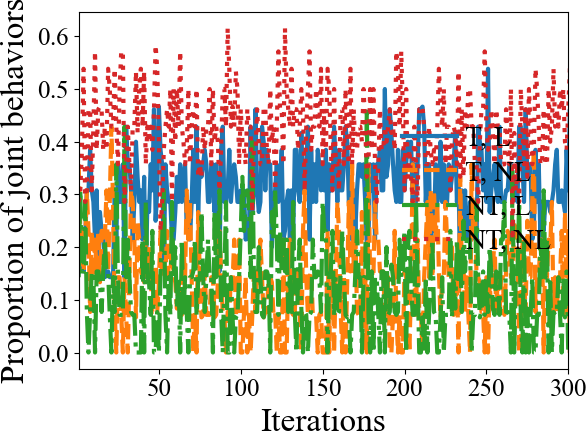 Proportion of joint behaviors
0.6
0.5
0.4
0.3
0.2
0.1
0.0
T, L
T, NL
NT, L
NT, NL
50
100
150
200
250
300
Iterations